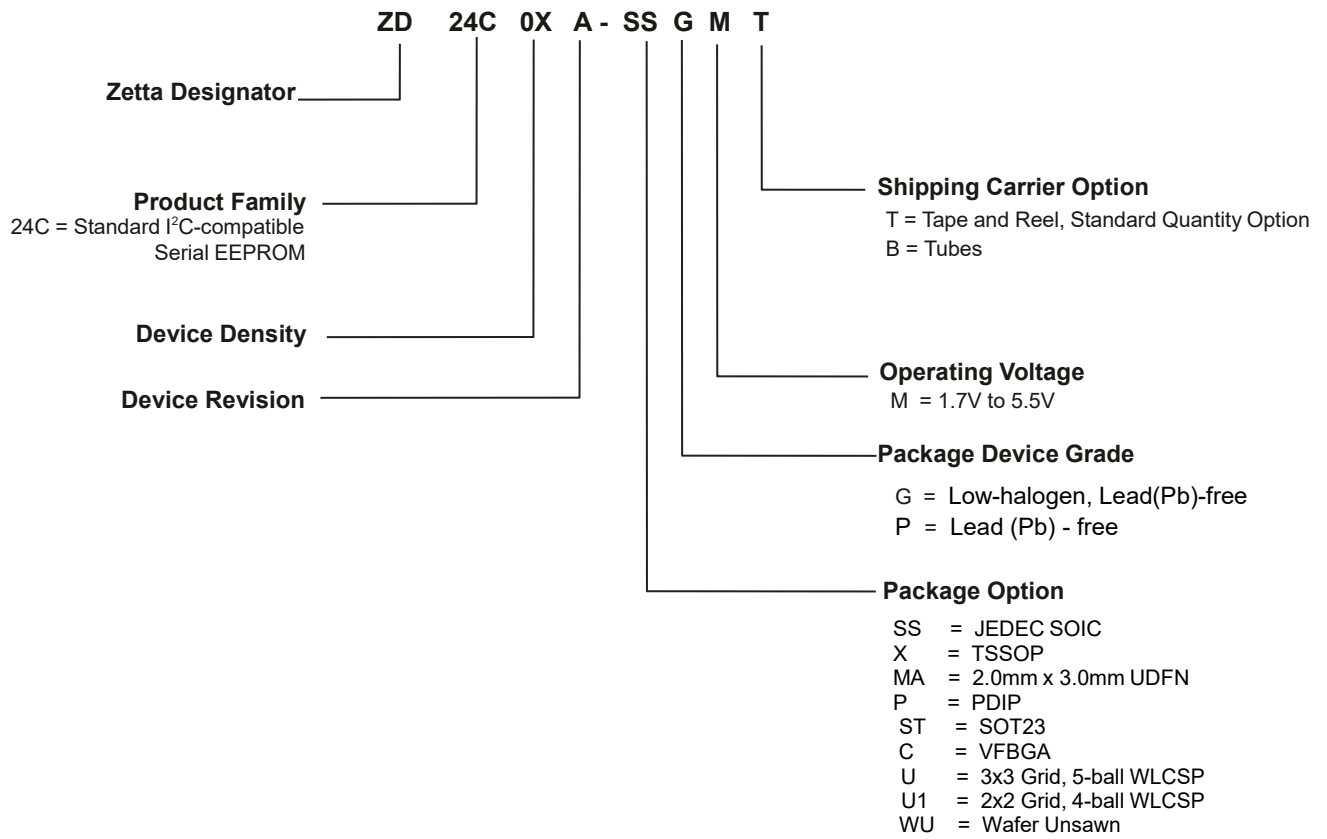 ZD 24C 0X A - SS G M T
Zetta Designator
Product Family
24C = Standard I²C-compatible
Serial EEPROM
Device Density
Device Revision
Shipping Carrier Option
T = Tape and Reel, Standard Quantity Option
B = Tubes
Operating Voltage
M = 1.7V to 5.5V
Package Device Grade
G = Low-halogen, Lead(Pb)-free
P = Lead (Pb) - free
Package Option
SS = JEDEC SOIC
X = TSSOP
MA = 2.0mm x 3.0mm UDFN
P = PDIP
ST = SOT23
C = VFBGA
U = 3x3 Grid, 5-ball WLCSP
U1 = 2x2 Grid, 4-ball WLCSP
WU = Wafer Unsawn